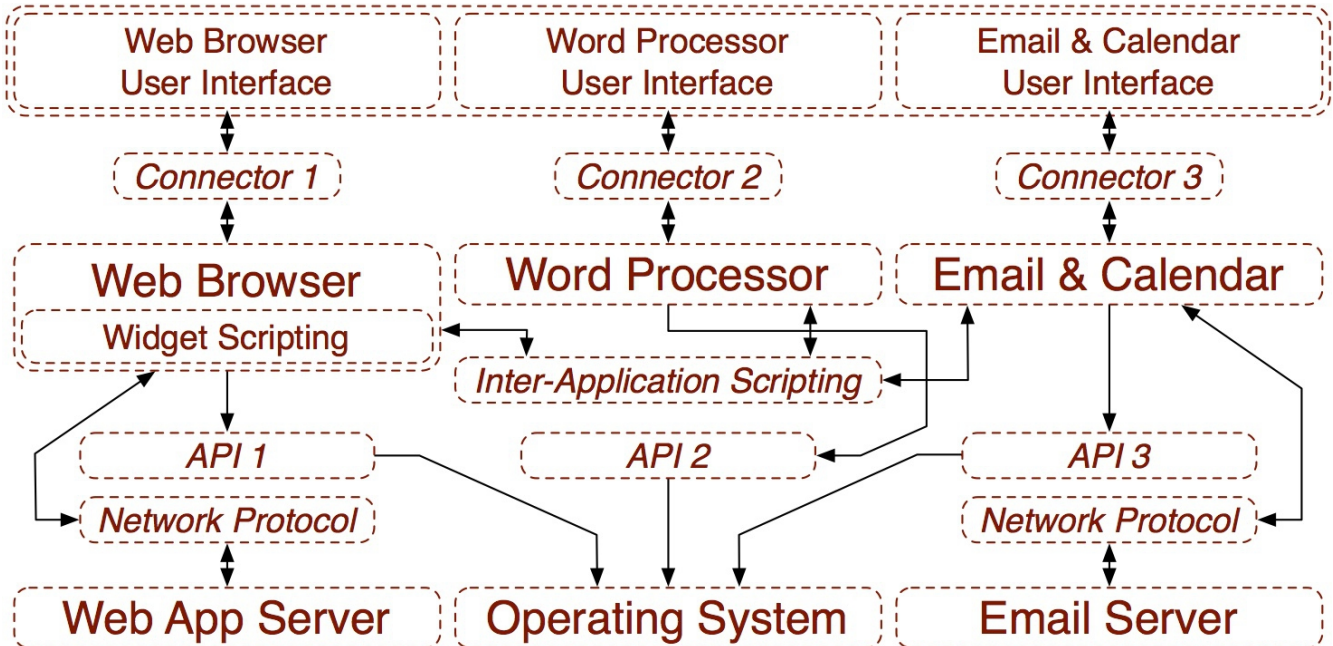 Web Browser
User Interface
Word Processor
User Interface
Email & Calendar
User Interface
Connector 1
Connector 2
Connector 3
Web Browser
Word Processor
Email & Calendar
Widget Scripting
Inter-Application Scripting
API 1
API 2
API 3
Network Protocol
Network Protocol
Web App Server
Operating System
Email Server